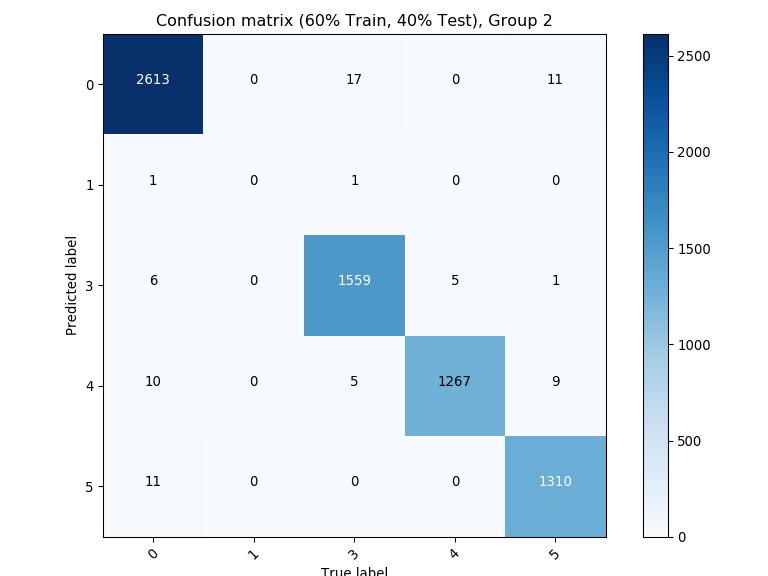 Confusion matrix (60% Train, 40% Test), Group 2
0 2613 0 17 0 11
1 1 0 1 0 0
3 6 0 1559 5 1
4 10 0 5 1267 9
5 11 0 0 0 1310
0 1 3 4 5
True label
Predicted label
2500
2000
1500
1000
500
0